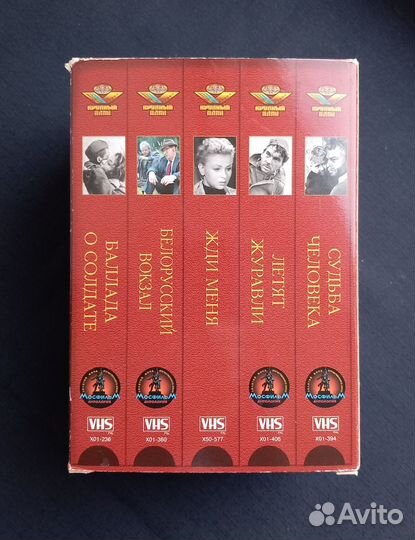 КРУПНЫЙ ПЛАН
КРУПНЫЙ ПЛАН
КРУПНЫЙ ПЛАН
КРУПНЫЙ ПЛАН
КРУПНЫЙ ПЛАН
БАЛЛАДА
О СОЛДАТЕ
БЕЛОРУССКИЙ
ВОКЗАЛ
ЖДИ МЕНЯ
ЛЕТЯТ
ЖУРАВЛИ
СУДЬБА
ЧЕЛОВЕКА
МОСФИЛЬМ
МОСФИЛЬМ
МОСФИЛЬМ
МОСФИЛЬМ
МОСФИЛЬМ
VHS
VHS
VHS
VHS
VHS
X01-236
X01-360
X50-577
X01-406
X01-394
Avito